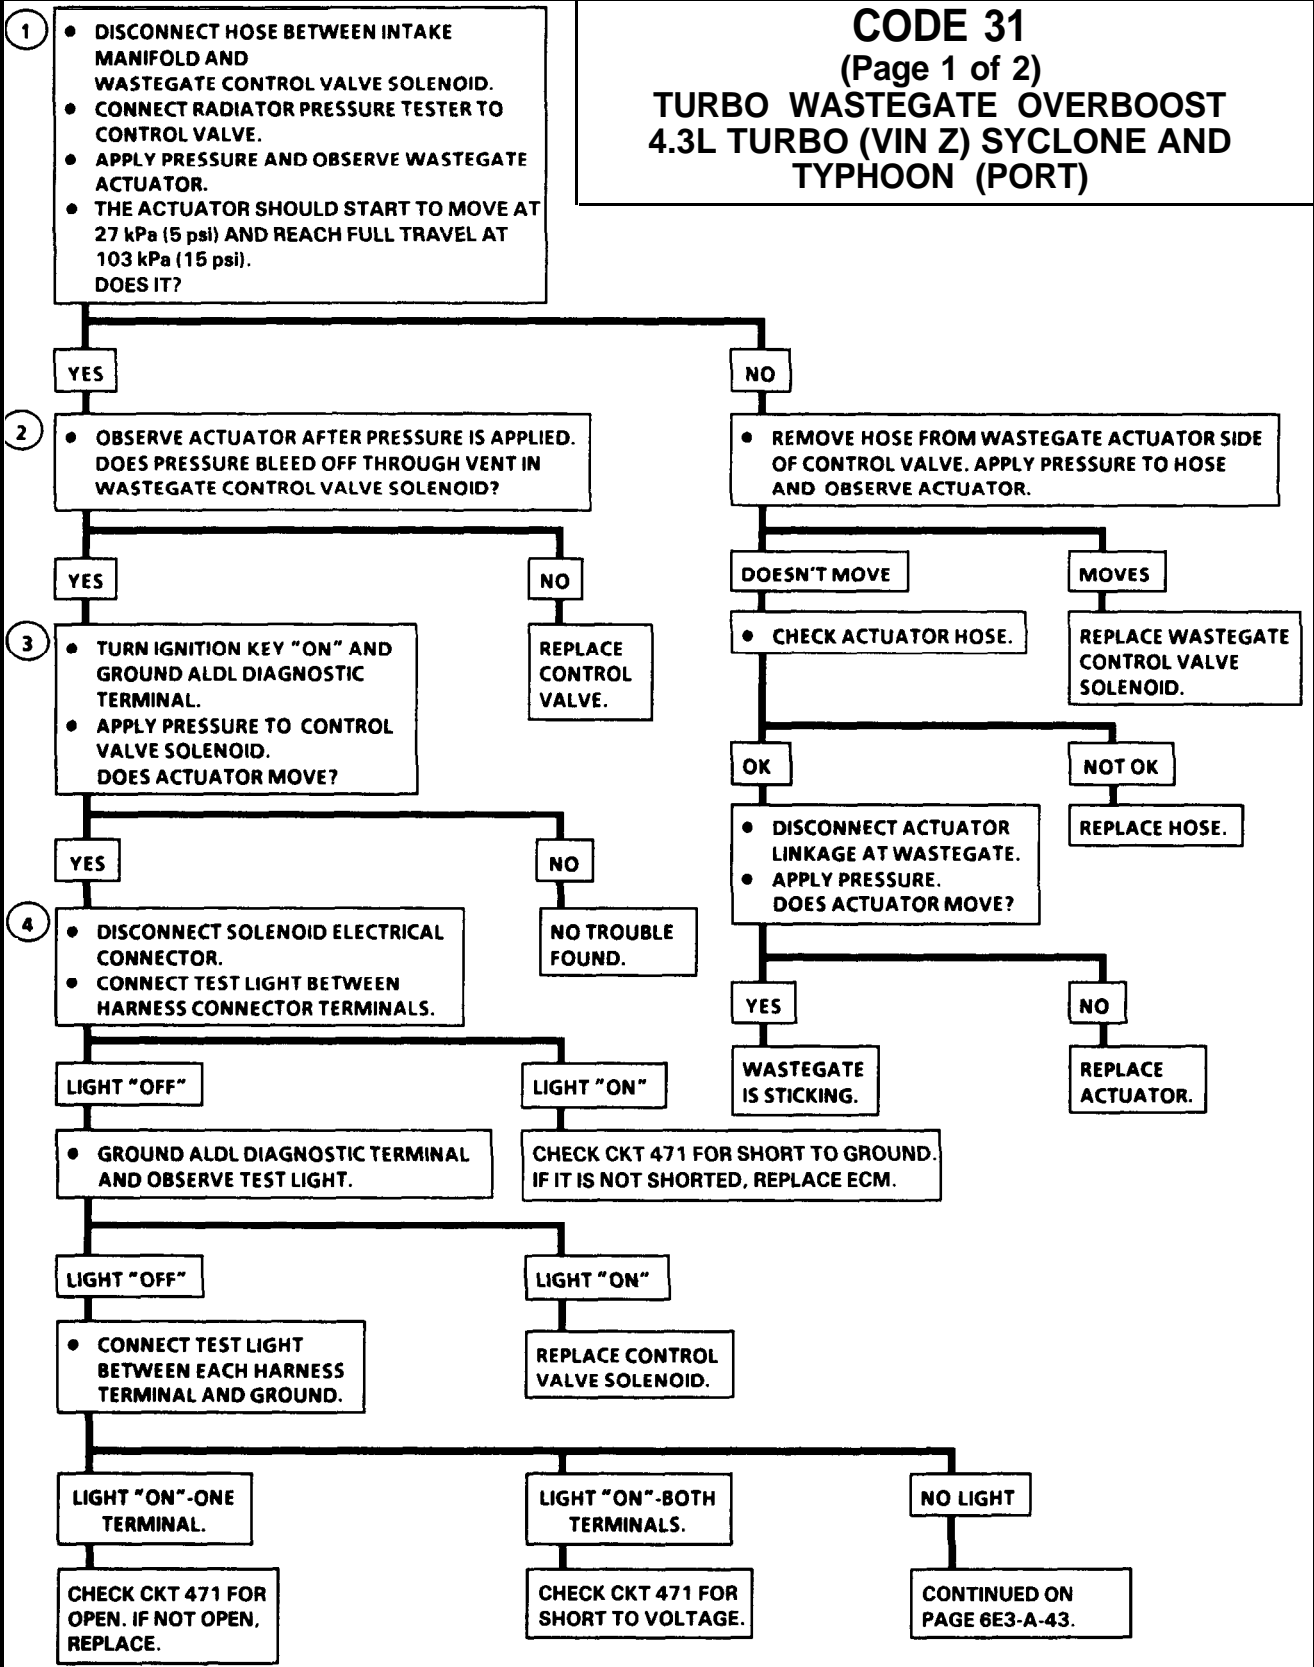 CODE 31
(Page 1 of 2)
TURBO WASTEGATE OVERBOOST
4.3L TURBO (VIN Z) SYCLONE AND
TYPHOON (PORT)
1
• DISCONNECT HOSE BETWEEN INTAKE
MANIFOLD AND
WASTEGATE CONTROL VALVE SOLENOID.
• CONNECT RADIATOR PRESSURE TESTER TO
CONTROL VALVE.
• APPLY PRESSURE AND OBSERVE WASTEGATE
ACTUATOR.
• THE ACTUATOR SHOULD START TO MOVE AT
27 kPa (5 psi) AND REACH FULL TRAVEL AT
103 kPa (15 psi).
DOES IT?
YES
NO
2
• OBSERVE ACTUATOR AFTER PRESSURE IS APPLIED.
DOES PRESSURE BLEED OFF THROUGH VENT IN
WASTEGATE CONTROL VALVE SOLENOID?
• REMOVE HOSE FROM WASTEGATE ACTUATOR SIDE
OF CONTROL VALVE. APPLY PRESSURE TO HOSE
AND OBSERVE ACTUATOR.
YES
NO
DOESN'T MOVE
MOVES
3
• TURN IGNITION KEY "ON" AND
GROUND ALDL DIAGNOSTIC
TERMINAL.
• APPLY PRESSURE TO CONTROL
VALVE SOLENOID.
DOES ACTUATOR MOVE?
REPLACE
CONTROL
VALVE.
• CHECK ACTUATOR HOSE.
REPLACE WASTEGATE
CONTROL VALVE
SOLENOID.
OK
NOT OK
• DISCONNECT ACTUATOR
LINKAGE AT WASTEGATE.
• APPLY PRESSURE.
DOES ACTUATOR MOVE?
REPLACE HOSE.
YES
NO
4
• DISCONNECT SOLENOID ELECTRICAL
CONNECTOR.
• CONNECT TEST LIGHT BETWEEN
HARNESS CONNECTOR TERMINALS.
NO TROUBLE
FOUND.
YES
NO
WASTEGATE
IS STICKING.
REPLACE
ACTUATOR.
LIGHT "OFF"
LIGHT "ON"
• GROUND ALDL DIAGNOSTIC TERMINAL
AND OBSERVE TEST LIGHT.
CHECK CKT 471 FOR SHORT TO GROUND.
IF IT IS NOT SHORTED, REPLACE ECM.
LIGHT "OFF"
LIGHT "ON"
• CONNECT TEST LIGHT
BETWEEN EACH HARNESS
TERMINAL AND GROUND.
REPLACE CONTROL
VALVE SOLENOID.
LIGHT "ON"-ONE
TERMINAL.
LIGHT "ON"-BOTH
TERMINALS.
NO LIGHT
CHECK CKT 471 FOR
OPEN. IF NOT OPEN,
REPLACE.
CHECK CKT 471 FOR
SHORT TO VOLTAGE.
CONTINUED ON
PAGE 6E3-A-43.